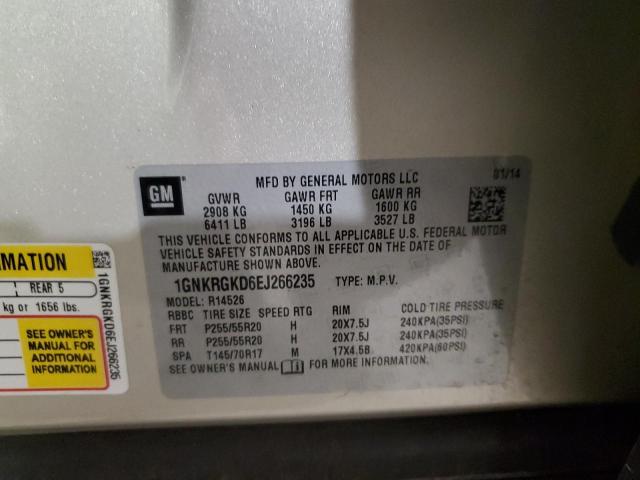 GM
MFD BY GENERAL MOTORS LLC 01/14
GVWR GAWR FRT GAWR RR
2908 KG 1450 KG 1600 KG
6411 LB 3196 LB 3527 LB
THIS VEHICLE CONFORMS TO ALL APPLICABLE U.S. FEDERAL MOTOR
VEHICLE SAFETY STANDARDS IN EFFECT ON THE DATE OF
MANUFACTURE SHOWN ABOVE.
1GNKRGKD6EJ266235 TYPE: M.P.V.
MODEL: R14526
RBBC TIRE SIZE SPEED RTG RIM COLD TIRE PRESSURE
FRT P255/55R20 H 20X7.5J 240KPA(35PSI)
RR P255/55R20 H 20X7.5J 240KPA(35PSI)
SPA T145/70R17 M 17X4.5B 420KPA(60PSI)
SEE OWNER'S MANUAL FOR MORE INFORMATION.
RMATION
REAR 5
kg or 1656 lbs.
SEE OWNER'S
MANUAL FOR
ADDITIONAL
INFORMATION
1GNKRGKD6EJ266235